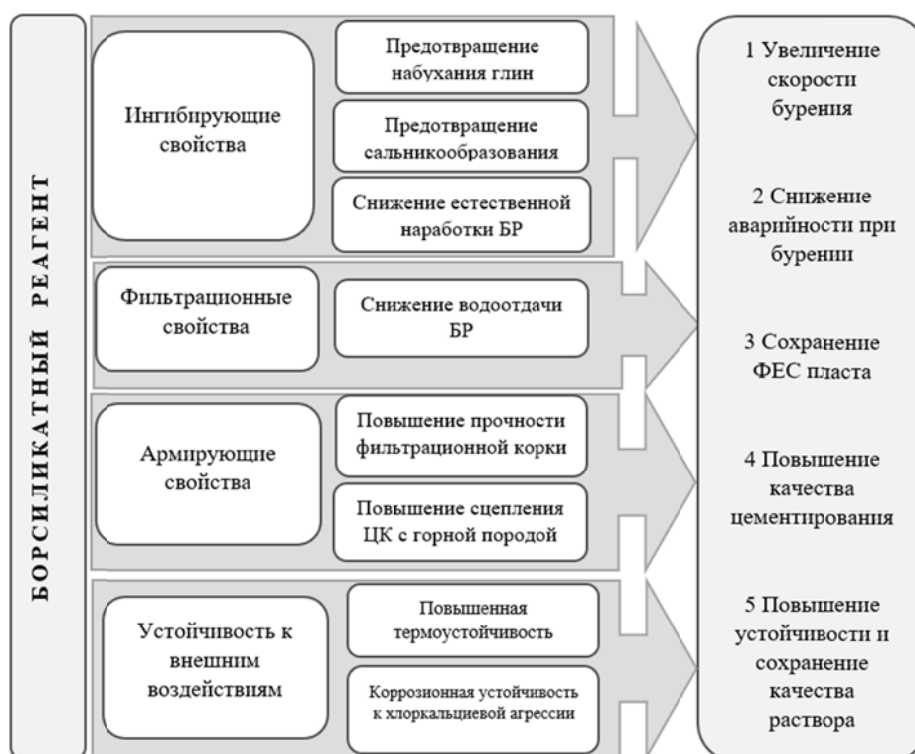 БОРСИЛИКАТНЫЙ РЕАГЕНТ
Ингибирующие
свойства
Предотвращение
набухания глин
Предотвращение
сальникообразования
Снижение естественной
наработки БР
Фильтрационные
свойства
Снижение водоотдачи
БР
Армирующие
свойства
Повышение прочности
фильтрационной корки
Повышение сцепления
ЦК с горной породой
Устойчивость к
внешним
воздействиям
Повышенная
термоустойчивость
Коррозионная устойчивость
к хлоркальциевой агрессии
1 Увеличение
скорости
бурения
2 Снижение
аварийности при
бурении
3 Сохранение
ФЕС пласта
4 Повышение
качества
цементирования
5 Повышение
устойчивости и
сохранение
качества
раствора